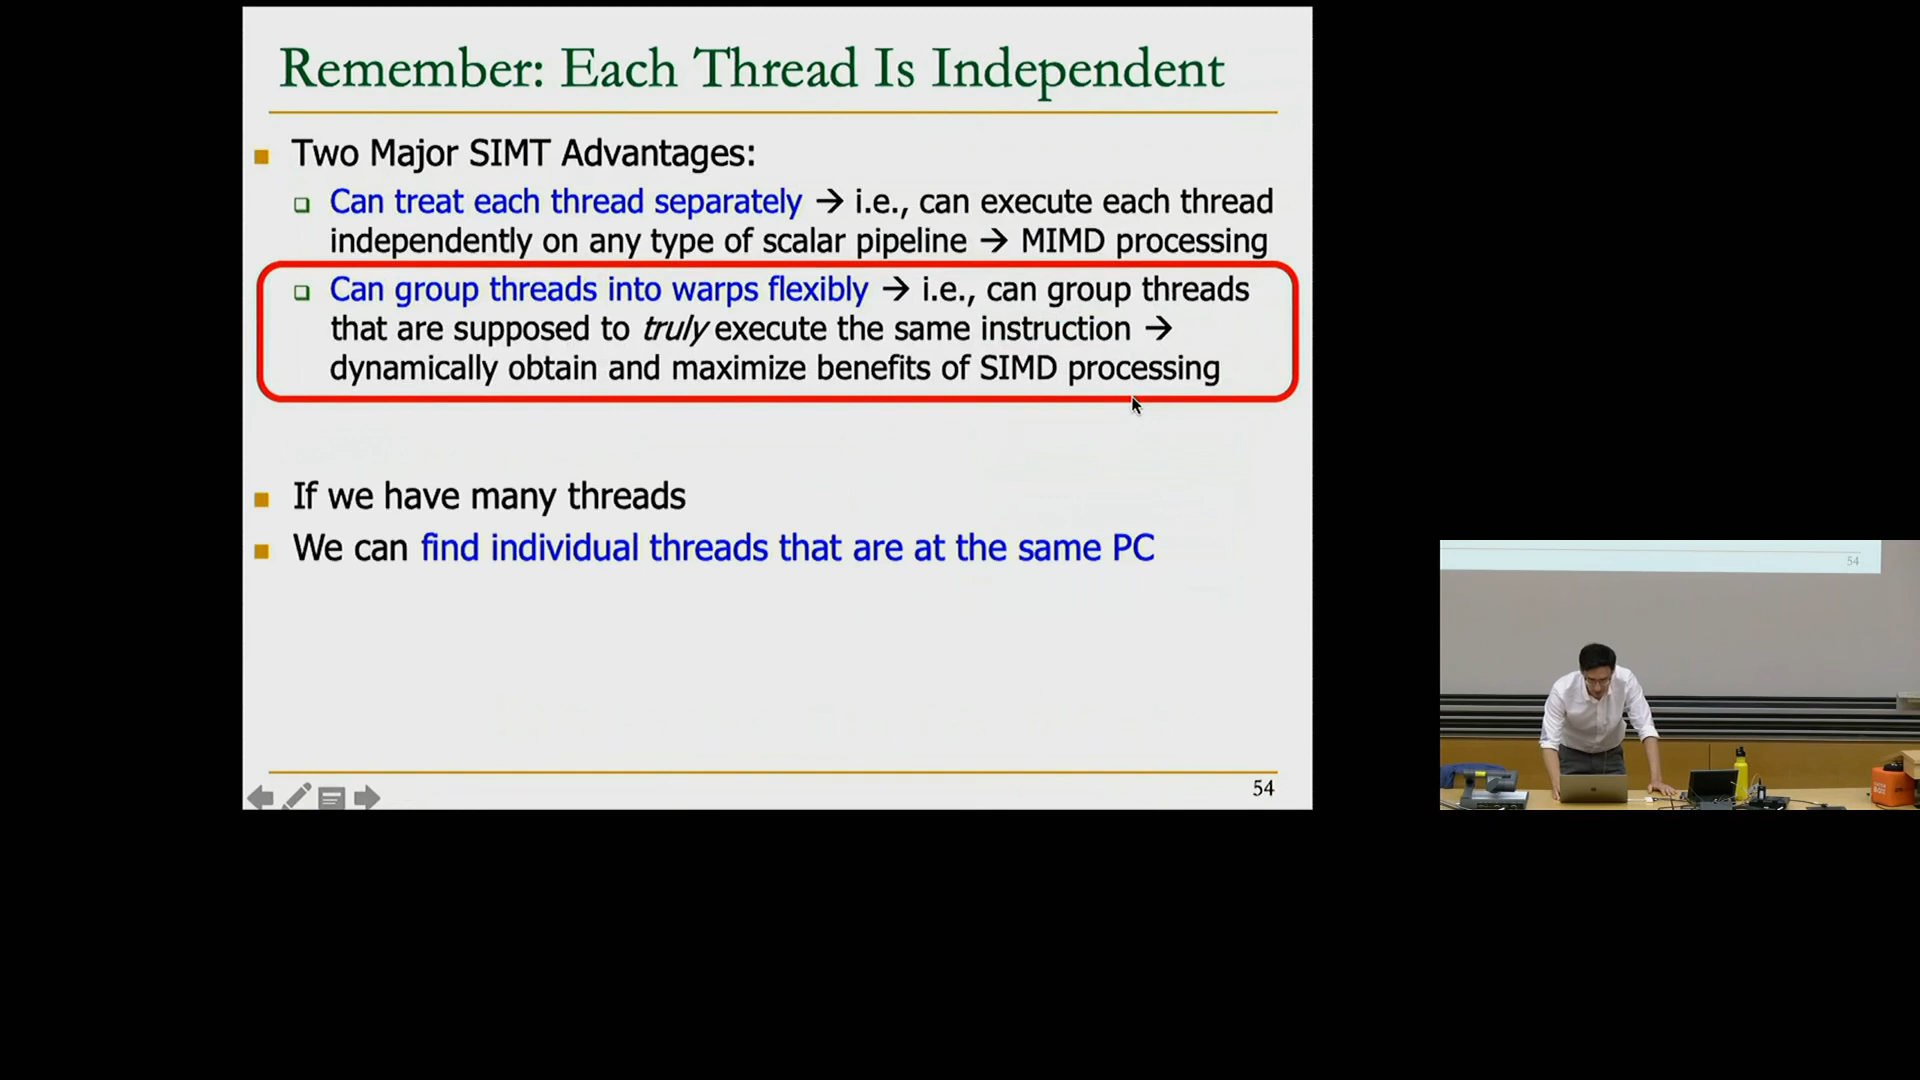 Remember: Each Thread Is Independent
Two Major SIMT Advantages:
Can treat each thread separately → i.e., can execute each thread
independently on any type of scalar pipeline → MIMD processing
Can group threads into warps flexibly → i.e., can group threads
that are supposed to truly execute the same instruction →
dynamically obtain and maximize benefits of SIMD processing
If we have many threads
We can find individual threads that are at the same PC
54
54